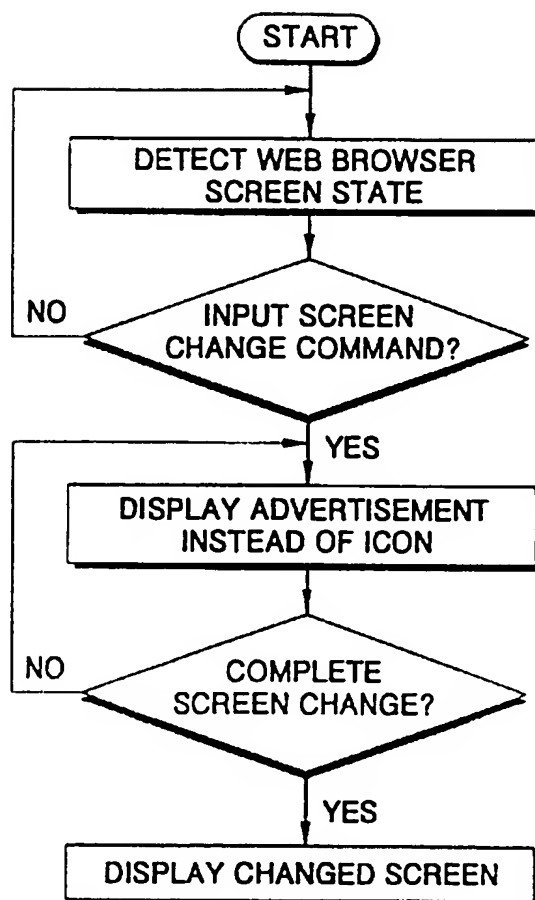 START
DETECT WEB BROWSER
SCREEN STATE
NO
INPUT SCREEN
CHANGE COMMAND?
YES
DISPLAY ADVERTISEMENT
INSTEAD OF ICON
NO
COMPLETE
SCREEN CHANGE?
YES
DISPLAY CHANGED SCREEN